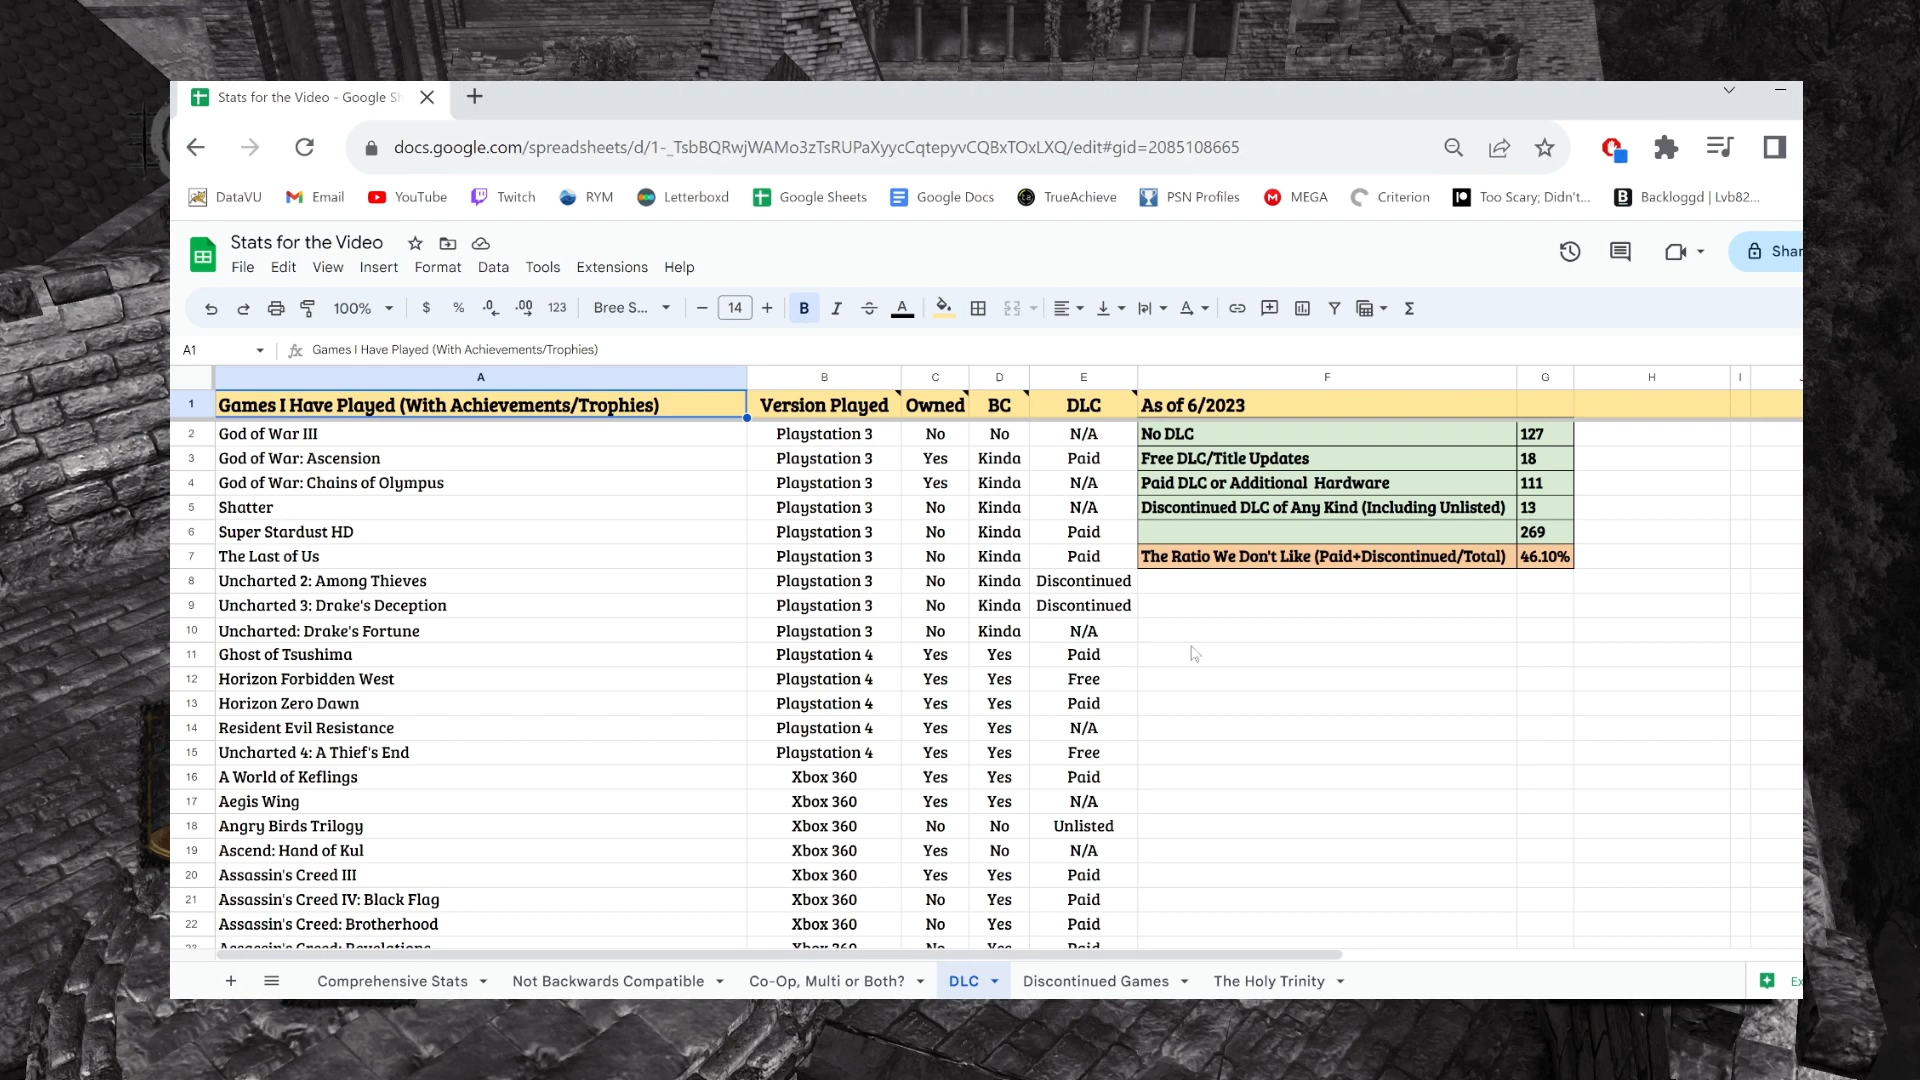 Stats for the Video - Google Sh
docs.google.com/spreadsheets/d/1-_TsbBQRwjWAMo3zTsRUPaXyycCqtepyvCQBxTOxLXQ/edit#gid=2085108665
DataVU Email YouTube Twitch RYM Letterboxd Google Sheets Google Docs TrueAchieve PSN Profiles MEGA Criterion Too Scary; Didn't... Backloggd | Lvb82...
Stats for the Video
File Edit View Insert Format Data Tools Extensions Help Shar
100% $ % .0 .00 123 Bree S... 14 B I A
A1 fx Games I Have Played (With Achievements/Trophies)
A B C D E F G H I
1 Games I Have Played (With Achievements/Trophies) Version Played Owned BC DLC As of 6/2023
2 God of War III Playstation 3 No No N/A No DLC 127
3 God of War: Ascension Playstation 3 Yes Kinda Paid Free DLC/Title Updates 18
4 God of War: Chains of Olympus Playstation 3 Yes Kinda N/A Paid DLC or Additional Hardware 111
5 Shatter Playstation 3 No Kinda N/A Discontinued DLC of Any Kind (Including Unlisted) 13
6 Super Stardust HD Playstation 3 No Kinda Paid 269
7 The Last of Us Playstation 3 No Kinda Paid The Ratio We Don't Like (Paid+Discontinued/Total) 46.10%
8 Uncharted 2: Among Thieves Playstation 3 No Kinda Discontinued
9 Uncharted 3: Drake's Deception Playstation 3 No Kinda Discontinued
10 Uncharted: Drake's Fortune Playstation 3 No Kinda N/A
11 Ghost of Tsushima Playstation 4 Yes Yes Paid
12 Horizon Forbidden West Playstation 4 Yes Yes Free
13 Horizon Zero Dawn Playstation 4 Yes Yes Paid
14 Resident Evil Resistance Playstation 4 Yes Yes N/A
15 Uncharted 4: A Thief's End Playstation 4 Yes Yes Free
16 A World of Keflings Xbox 360 Yes Yes Paid
17 Aegis Wing Xbox 360 Yes Yes N/A
18 Angry Birds Trilogy Xbox 360 No No Unlisted
19 Ascend: Hand of Kul Xbox 360 Yes No N/A
20 Assassin's Creed III Xbox 360 Yes Yes Paid
21 Assassin's Creed IV: Black Flag Xbox 360 No Yes Paid
22 Assassin's Creed: Brotherhood Xbox 360 No Yes Paid
23 Assassin's Creed: Revelations Xbox 360 No Yes Paid
Comprehensive Stats Not Backwards Compatible Co-Op, Multi or Both? DLC Discontinued Games The Holy Trinity Ex